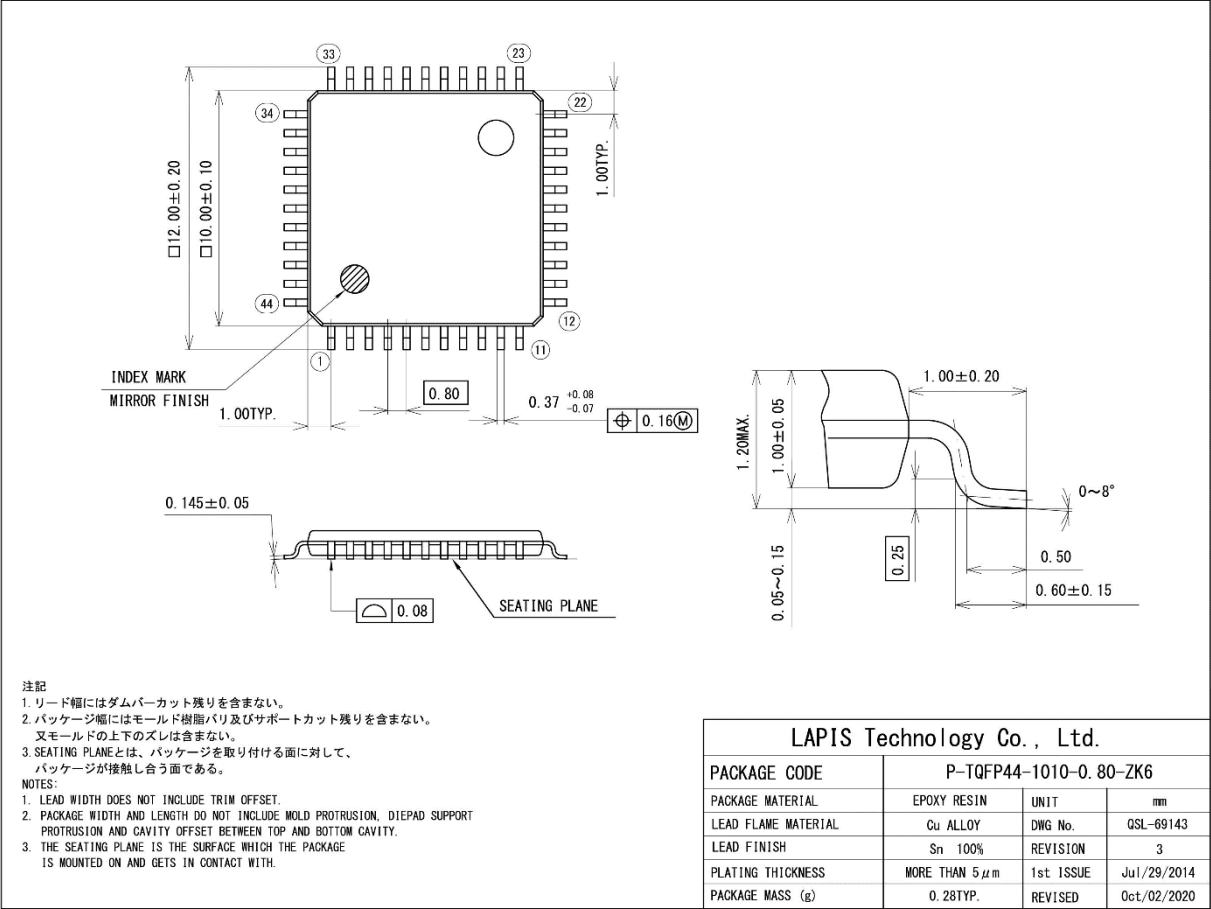 33
23
34
22
44
12
1
11
□12.00±0.20
□10.00±0.10
1.00TYP.
INDEX MARK
MIRROR FINISH
1.00TYP.
0.80
0.37 +0.08
-0.07
0.16Ⓜ
1.00±0.20
1.20MAX.
1.00±0.05
0~8°
0.05~0.15
0.25
0.50
0.60±0.15
0.145±0.05
0.08
SEATING PLANE
注記
1.リード幅にはダムバーカット残りを含まない。
2.パッケージ幅にはモールド樹脂バリ及びサポートカット残りを含まない。
又モールドの上下のズレは含まない。
3.SEATING PLANEとは、パッケージを取り付ける面に対して、
パッケージが接触し合う面である。
NOTES:
1. LEAD WIDTH DOES NOT INCLUDE TRIM OFFSET.
2. PACKAGE WIDTH AND LENGTH DO NOT INCLUDE MOLD PROTRUSION, DIEPAD SUPPORT
PROTRUSION AND CAVITY OFFSET BETWEEN TOP AND BOTTOM CAVITY.
3. THE SEATING PLANE IS THE SURFACE WHICH THE PACKAGE
IS MOUNTED ON AND GETS IN CONTACT WITH.
LAPIS Technology Co., Ltd.
PACKAGE CODE P-TQFP44-1010-0.80-ZK6
PACKAGE MATERIAL EPOXY RESIN UNIT mm
LEAD FLAME MATERIAL Cu ALLOY DWG No. QSL-69143
LEAD FINISH Sn 100% REVISION 3
PLATING THICKNESS MORE THAN 5μm 1st ISSUE Jul/29/2014
PACKAGE MASS (g) 0.28TYP. REVISED Oct/02/2020